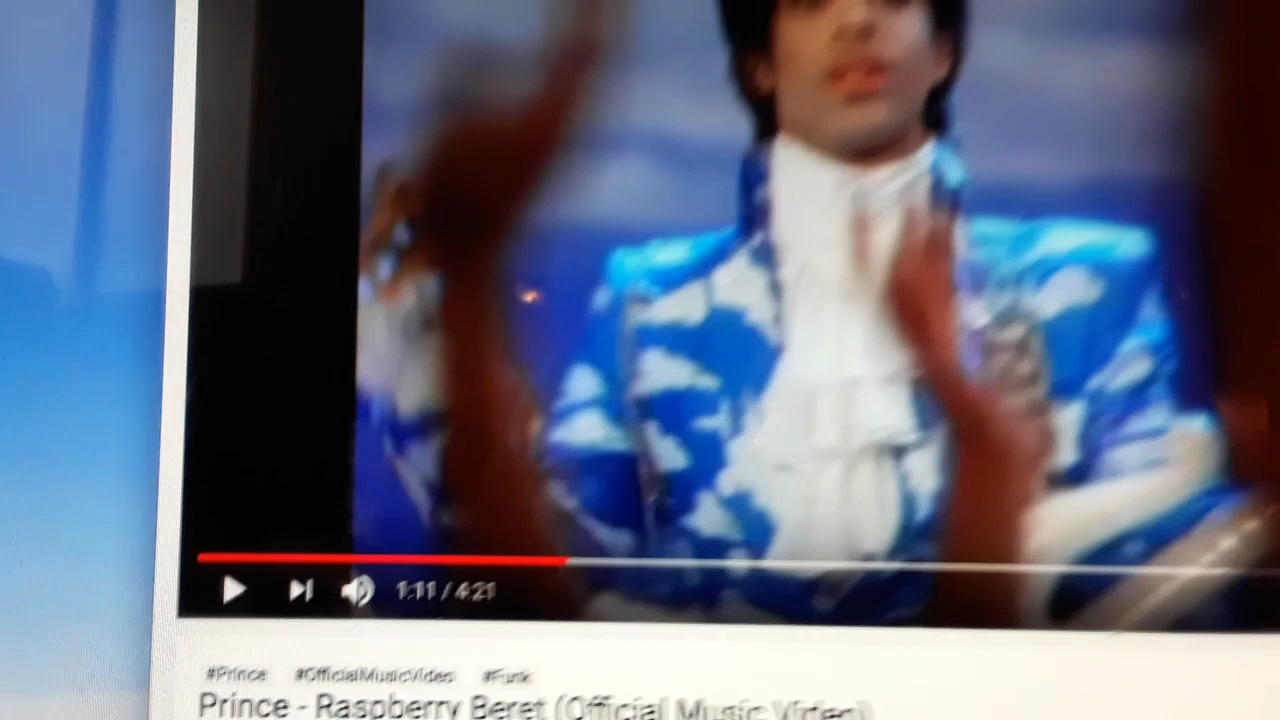 1:11 / 4:21
#Prince #OfficialMusicVideo #Funk
Prince - Raspberry Beret (Official Music Video)